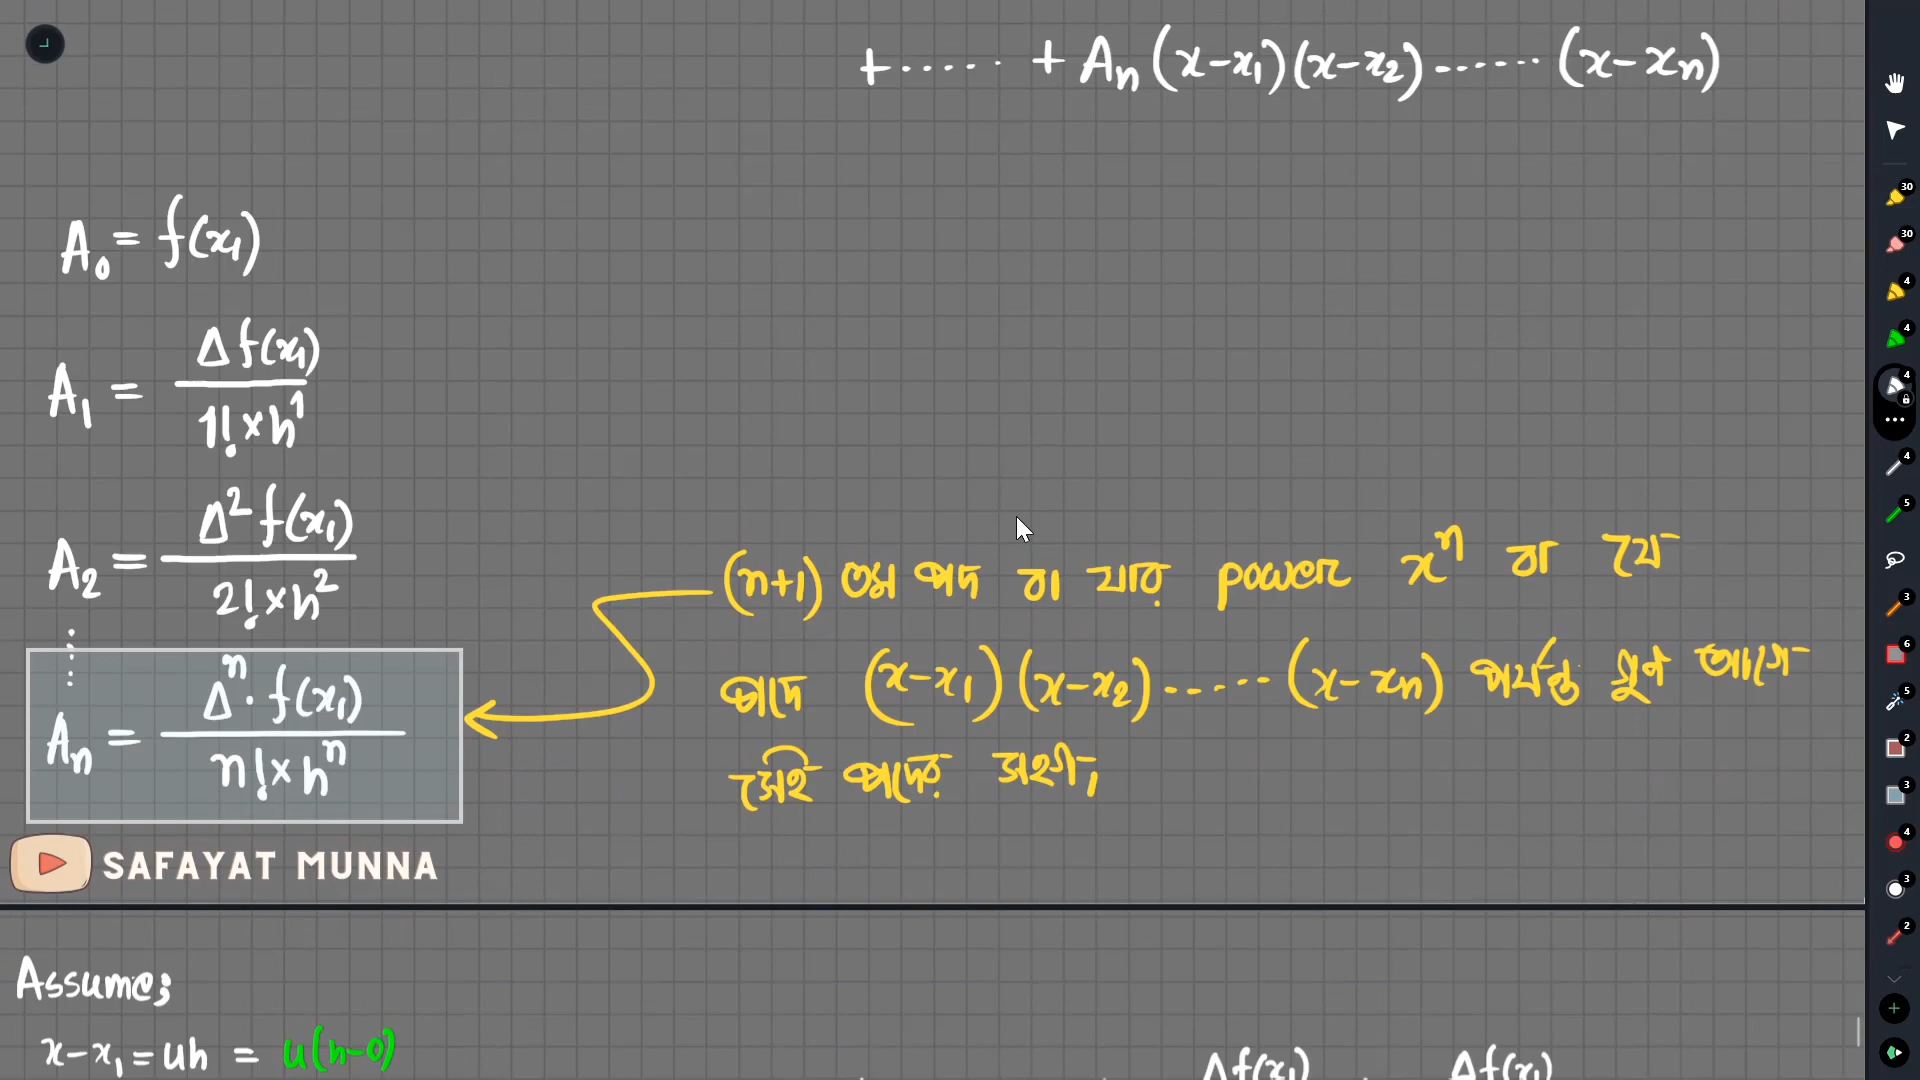 + ...... + Aₙ (x-x₁)(x-x₂) ...... (x-xₙ)
A₀ = f(x₁)
A₁ = Δf(x₁) / 1! × h¹
A₂ = Δ² f(x₁) / 2! × h²
⋮
Aₙ = Δⁿ · f(x₁) / n! × hⁿ
(n+1) তম পদ বা যার power xⁿ বা যে
পদে (x-x₁)(x-x₂) ...... (x-xₙ) পর্যন্ত গুণ আগে
সেই পদের সহগ,
SAFAYAT MUNNA
Assume;
x-x₁ = uh = u(h-0)
Δf(x₁) Δf(x₁)